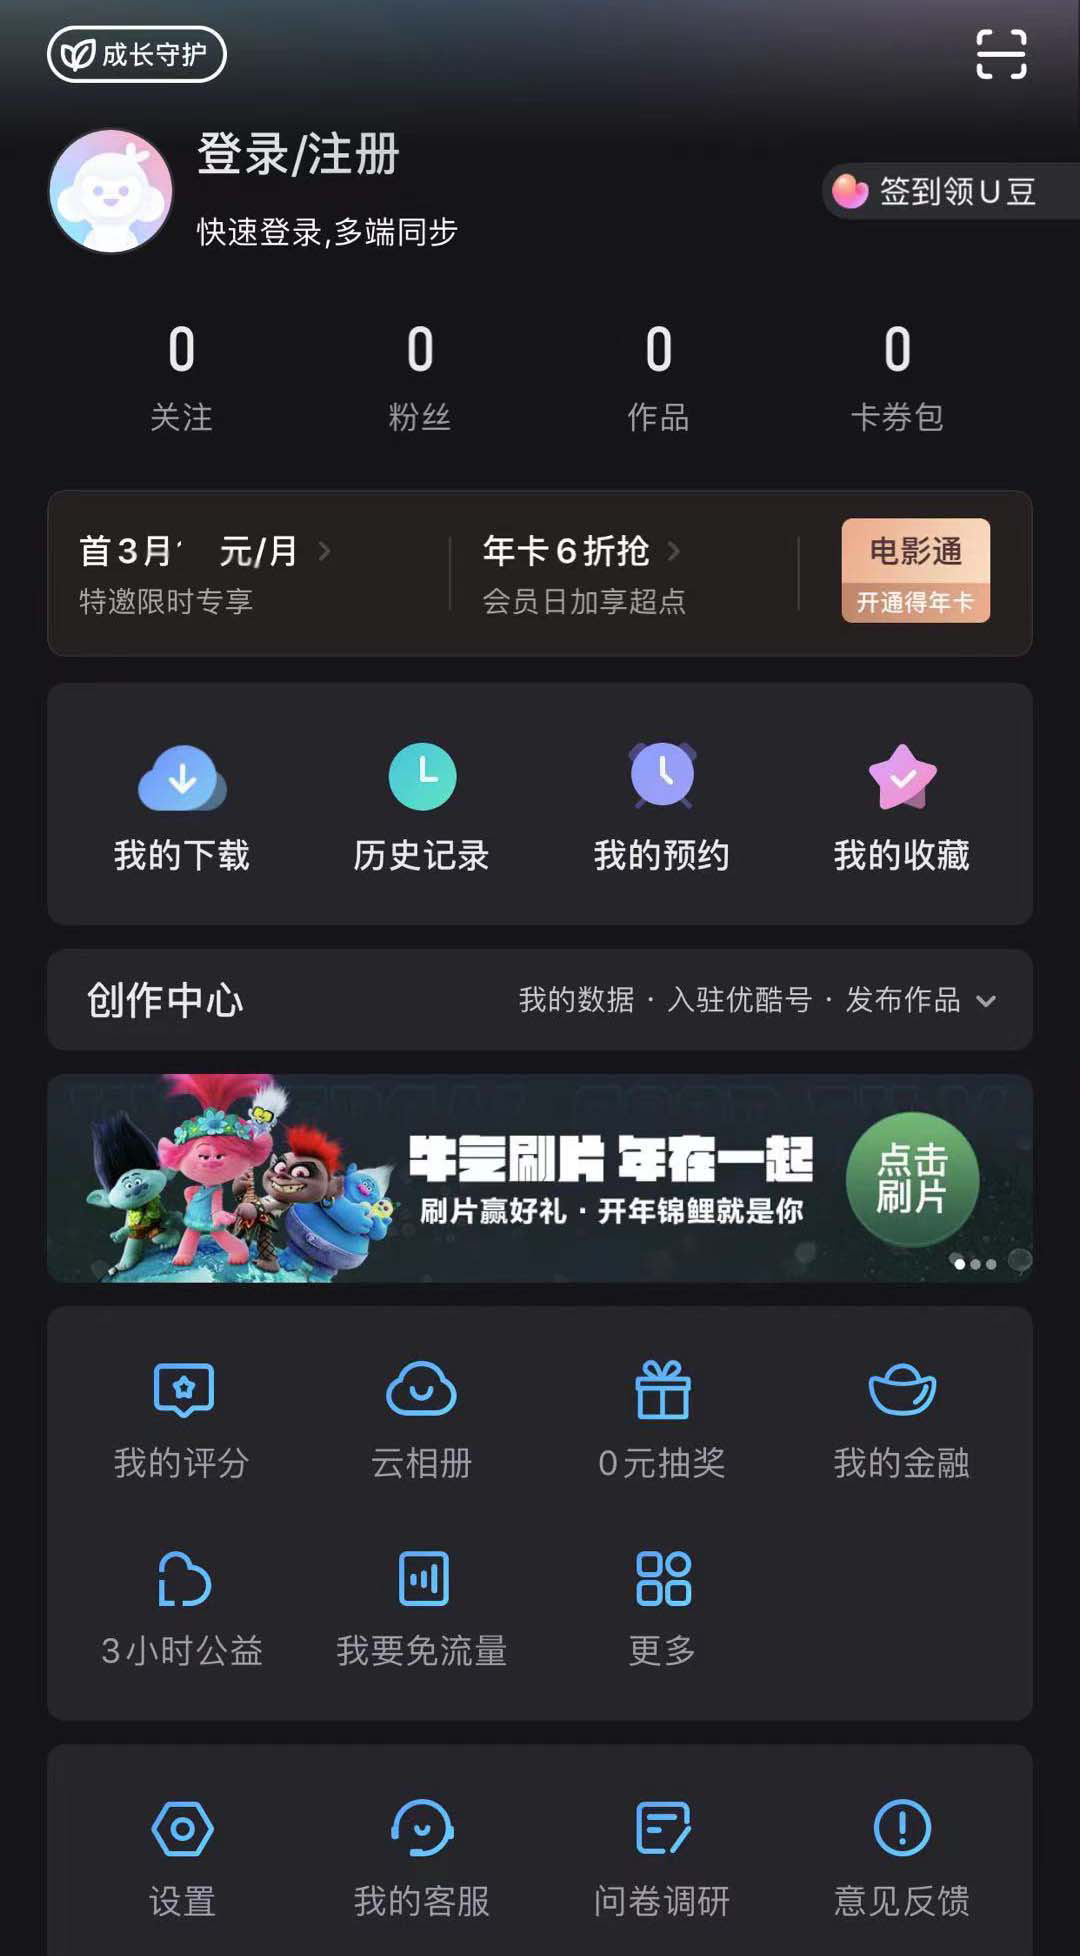 成长守护
登录/注册
快速登录,多端同步
签到领U豆
0 0 0 0
关注 粉丝 作品 卡券包
首3月 元/月 年卡6折抢
特邀限时专享 会员日加享超点
电影通
开通得年卡
我的下载 历史记录 我的预约 我的收藏
创作中心 我的数据 · 入驻优酷号 · 发布作品
牛气刷片 年在一起
刷片赢好礼 · 开年锦鲤就是你
点击
刷片
我的评分 云相册 0元抽奖 我的金融
3小时公益 我要免流量 更多
设置 我的客服 问卷调研 意见反馈